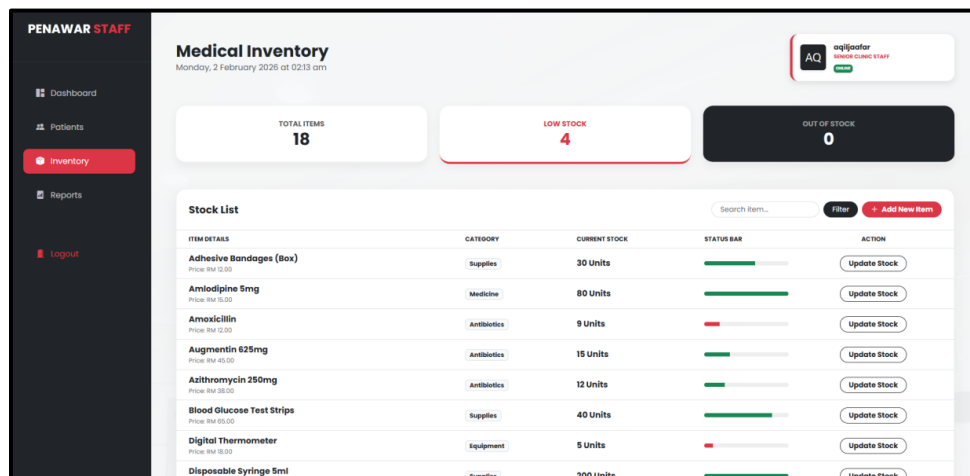 PENAWAR STAFF
Dashboard
Patients
Inventory
Reports
Logout
Medical Inventory
Monday, 2 February 2026 at 02:13 am
AQ
aqiljaafar
SENIOR CLINIC STAFF
ONLINE
TOTAL ITEMS
18
LOW STOCK
4
OUT OF STOCK
0
Stock List
Search item...
Filter
+ Add New Item
ITEM DETAILS CATEGORY CURRENT STOCK STATUS BAR ACTION
Adhesive Bandages (Box) Supplies 30 Units Update Stock
Price: RM 12.00
Amlodipine 5mg Medicine 80 Units Update Stock
Price: RM 15.00
Amoxicillin Antibiotics 9 Units Update Stock
Price: RM 12.00
Augmentin 625mg Antibiotics 15 Units Update Stock
Price: RM 45.00
Azithromycin 250mg Antibiotics 12 Units Update Stock
Price: RM 38.00
Blood Glucose Test Strips Supplies 40 Units Update Stock
Price: RM 65.00
Digital Thermometer Equipment 5 Units Update Stock
Price: RM 18.00
Disposable Syringe 5ml Supplies 200 Units Update Stock